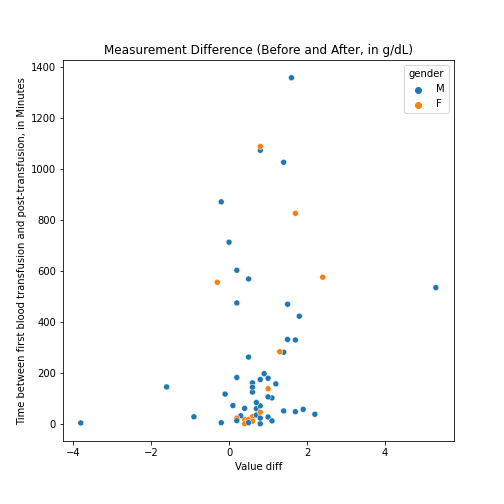 Measurement Difference (Before and After, in g/dL)
gender
M
F
Time between first blood transfusion and post-transfusion, in Minutes
1400
1200
1000
800
600
400
200
0
−4
−2
0
2
4
Value diff